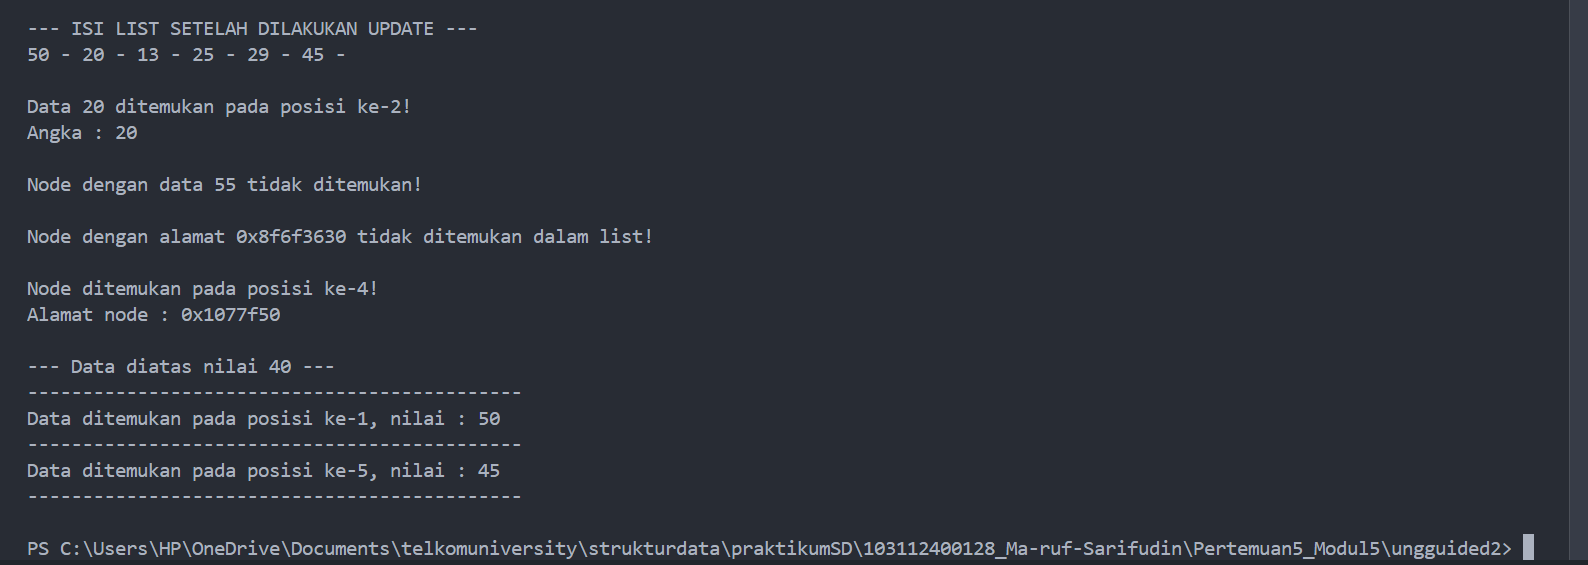 --- ISI LIST SETELAH DILAKUKAN UPDATE ---
50 - 20 - 13 - 25 - 29 - 45 -
Data 20 ditemukan pada posisi ke-2!
Angka : 20
Node dengan data 55 tidak ditemukan!
Node dengan alamat 0x8f6f3630 tidak ditemukan dalam list!
Node ditemukan pada posisi ke-4!
Alamat node : 0x1077f50
--- Data diatas nilai 40 ---
---------------------------------------------
Data ditemukan pada posisi ke-1, nilai : 50
---------------------------------------------
Data ditemukan pada posisi ke-5, nilai : 45
---------------------------------------------
PS C:\Users\HP\OneDrive\Documents\telkomuniversity\strukturdata\praktikumSD\103112400128_Ma-ruf-Sarifudin\Pertemuan5_Modul5\ungguided2>